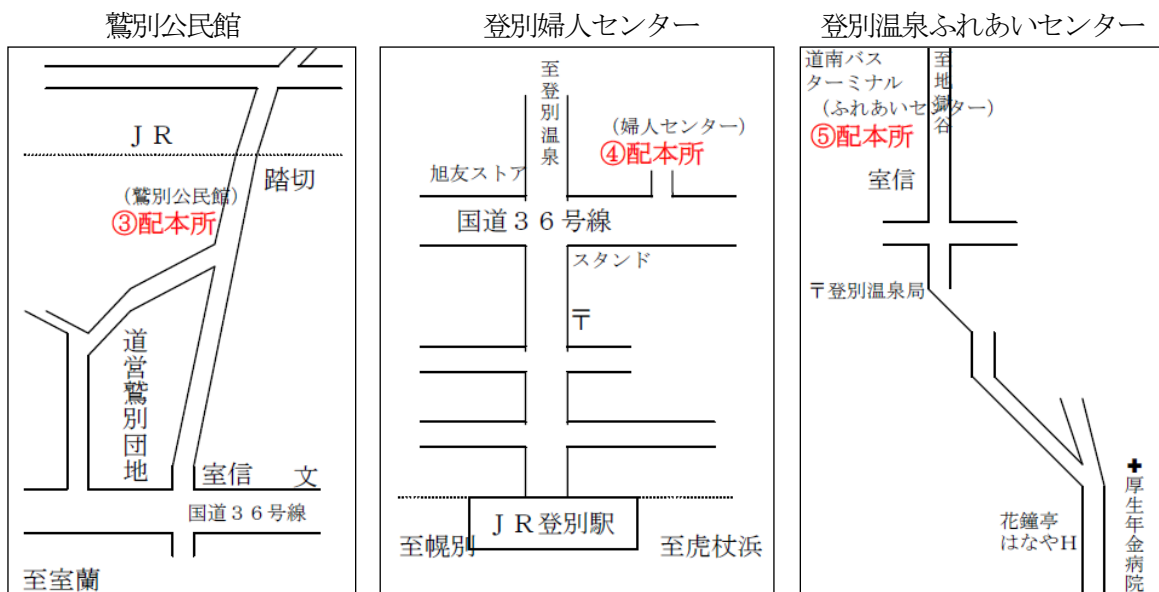 鷲別公民館
ＪＲ
踏切
（鷲別公民館）
③配本所
道営鷲別団地
室信
文
国道３６号線
至室蘭
登別婦人センター
至登別温泉
（婦人センター）
④配本所
旭友ストア
国道３６号線
スタンド
〒
ＪＲ登別駅
至幌別
至虎杖浜
登別温泉ふれあいセンター
道南バス
ターミナル
至地獄谷
（ふれあいセンター）
⑤配本所
室信
〒登別温泉局
花鐘亭
はなやＨ
厚生年金病院